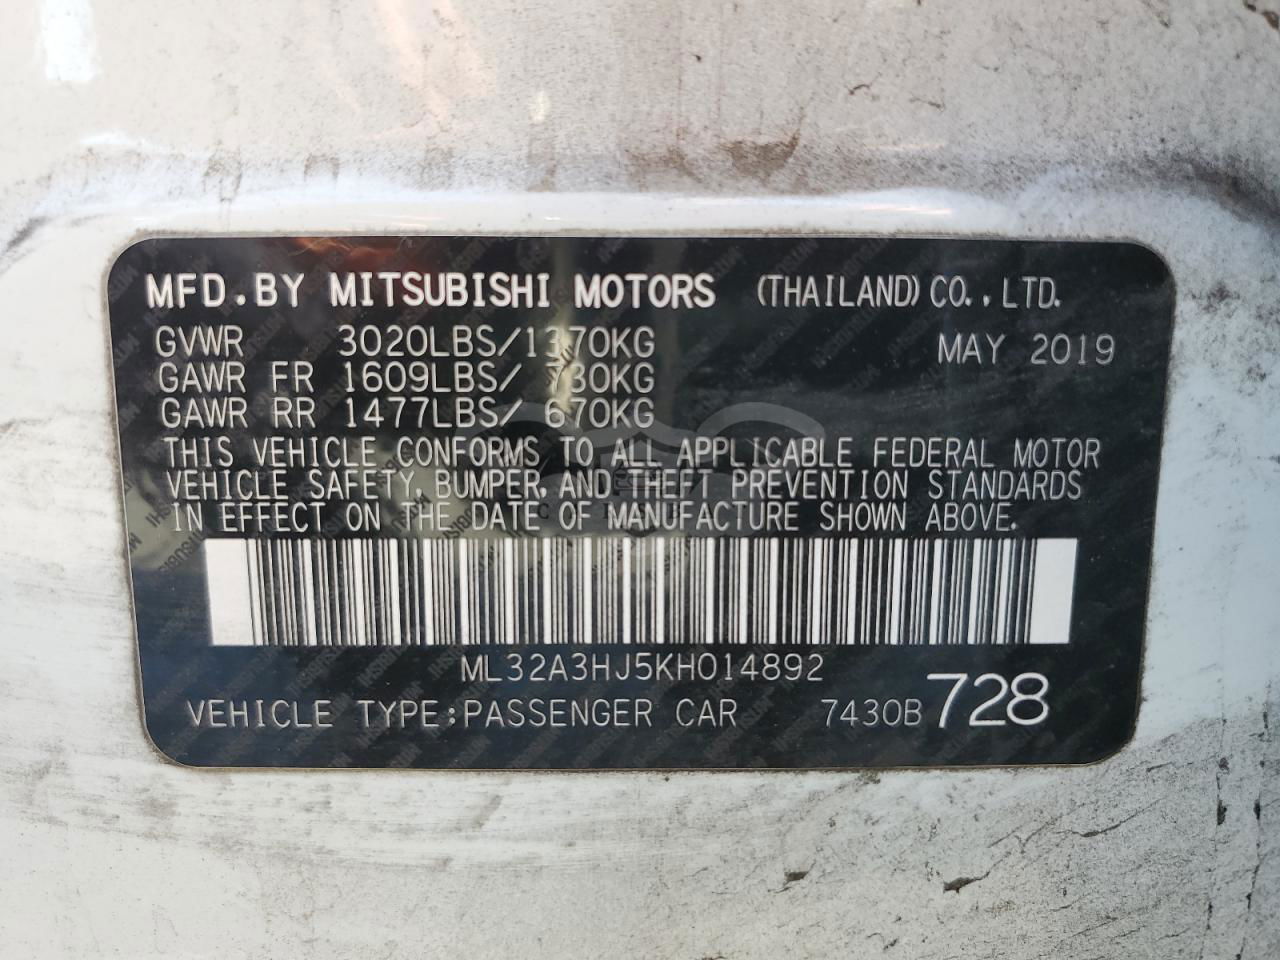 MFD.BY MITSUBISHI MOTORS (THAILAND) CO.,LTD.
GVWR 3020LBS/1370KG MAY 2019
GAWR FR 1609LBS/ 730KG
GAWR RR 1477LBS/ 670KG
THIS VEHICLE CONFORMS TO ALL APPLICABLE FEDERAL MOTOR
VEHICLE SAFETY, BUMPER, AND THEFT PREVENTION STANDARDS
IN EFFECT ON THE DATE OF MANUFACTURE SHOWN ABOVE.
ML32A3HJ5KH014892
VEHICLE TYPE:PASSENGER CAR 7430B 728